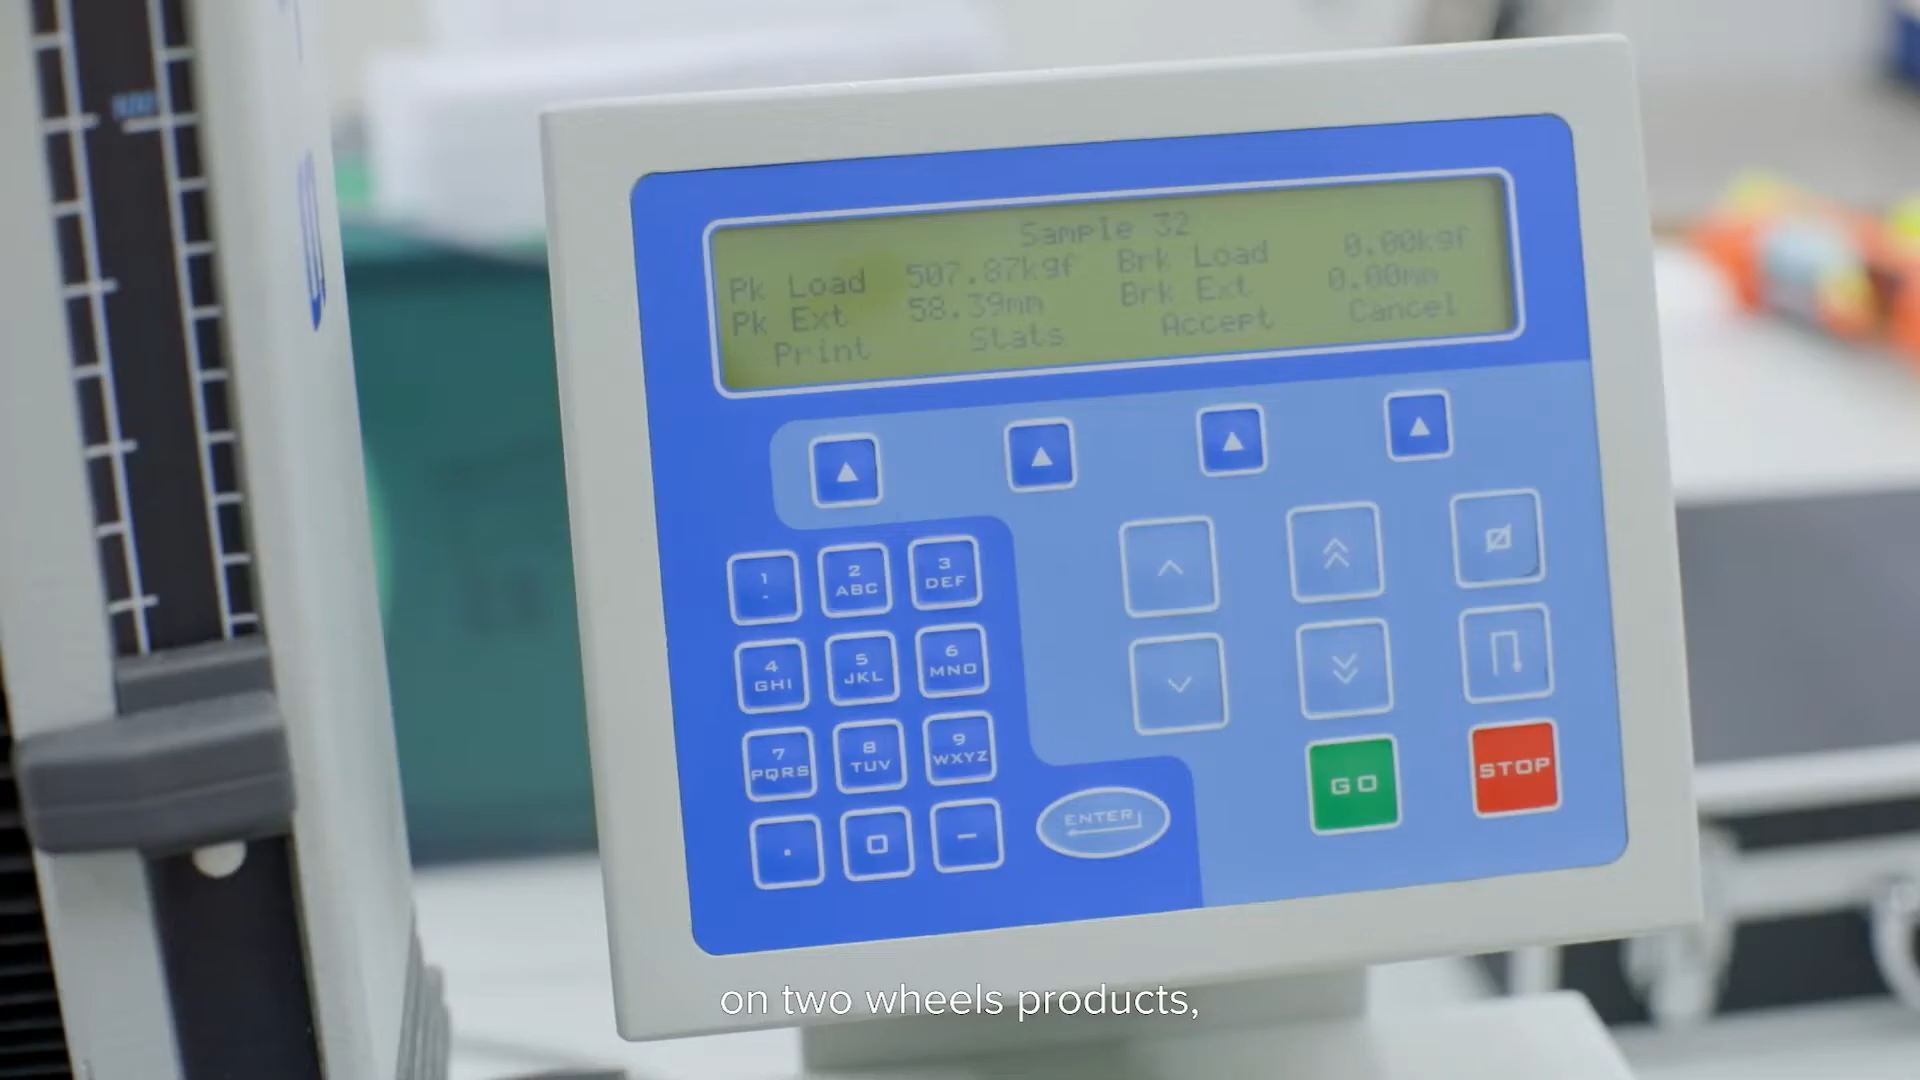 Sample 32
Pk Load 507.87kgf Brk Load 0.00kgf
Pk Ext 58.39mm Brk Ext 0.00mm
Print Stats Accept Cancel
1 .
2 ABC
3 DEF
4 GHI
5 JKL
6 MNO
7 PQRS
8 TUV
9 WXYZ
. 0 -
ENTER
GO
STOP
on two wheels products,